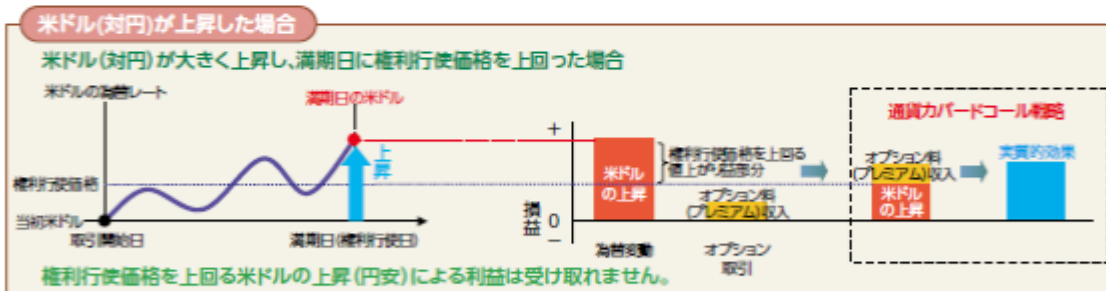 米ドル(対円)が上昇した場合
米ドル(対円)が大きく上昇し、満期日に権利行使価格を上回った場合
米ドルの為替レート
満期日の米ドル
上昇
権利行使価格
当初米ドル
取引開始日
満期日(権利行使日)
+
損益
0
−
米ドル
の上昇
権利行使価格を上回る
値上がり益部分
オプション料
(プレミアム)収入
為替変動
オプション
取引
通貨カバードコール戦略
オプション料
(プレミアム)収入
米ドル
の上昇
実質的効果
権利行使価格を上回る米ドルの上昇(円安)による利益は受け取れません。